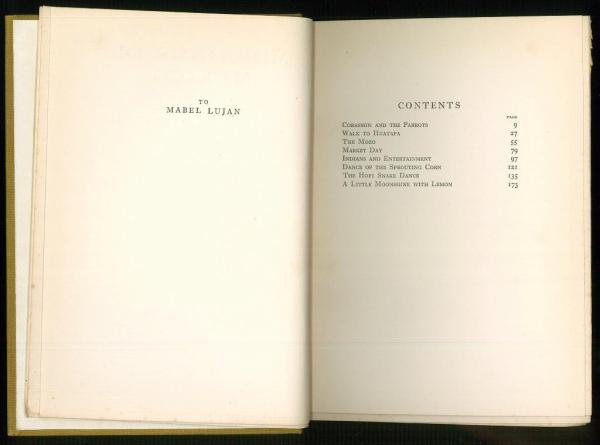 TO
MABEL LUJAN
CONTENTS
PAGE
Corasmin and the Parrots 9
Walk to Huayapa 27
The Mozo 55
Market Day 79
Indians and Entertainment 97
Dance of the Sprouting Corn 121
The Hopi Snake Dance 135
A Little Moonshine with Lemon 173